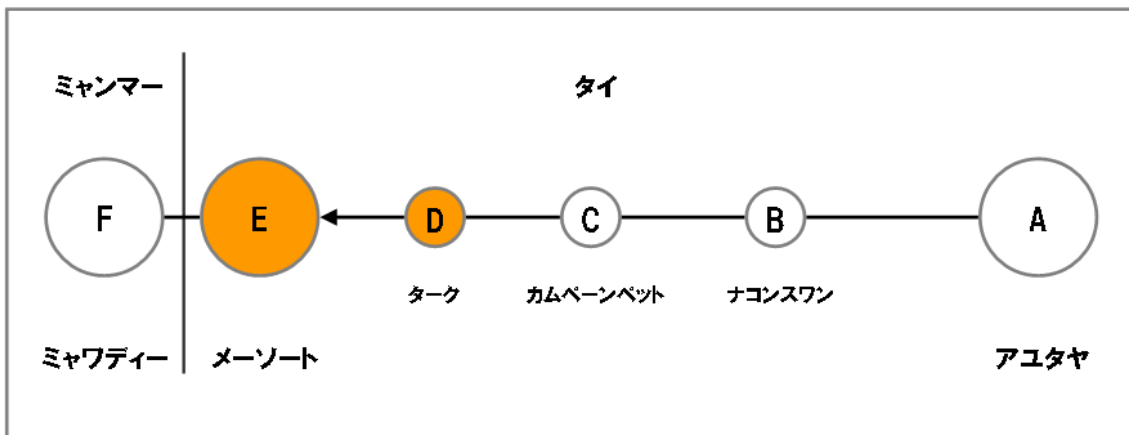 ミャンマー
タイ
F
E
D
C
B
A
ターク
カムペーンペット
ナコンスワン
ミャワディー
メーソート
アユタヤ